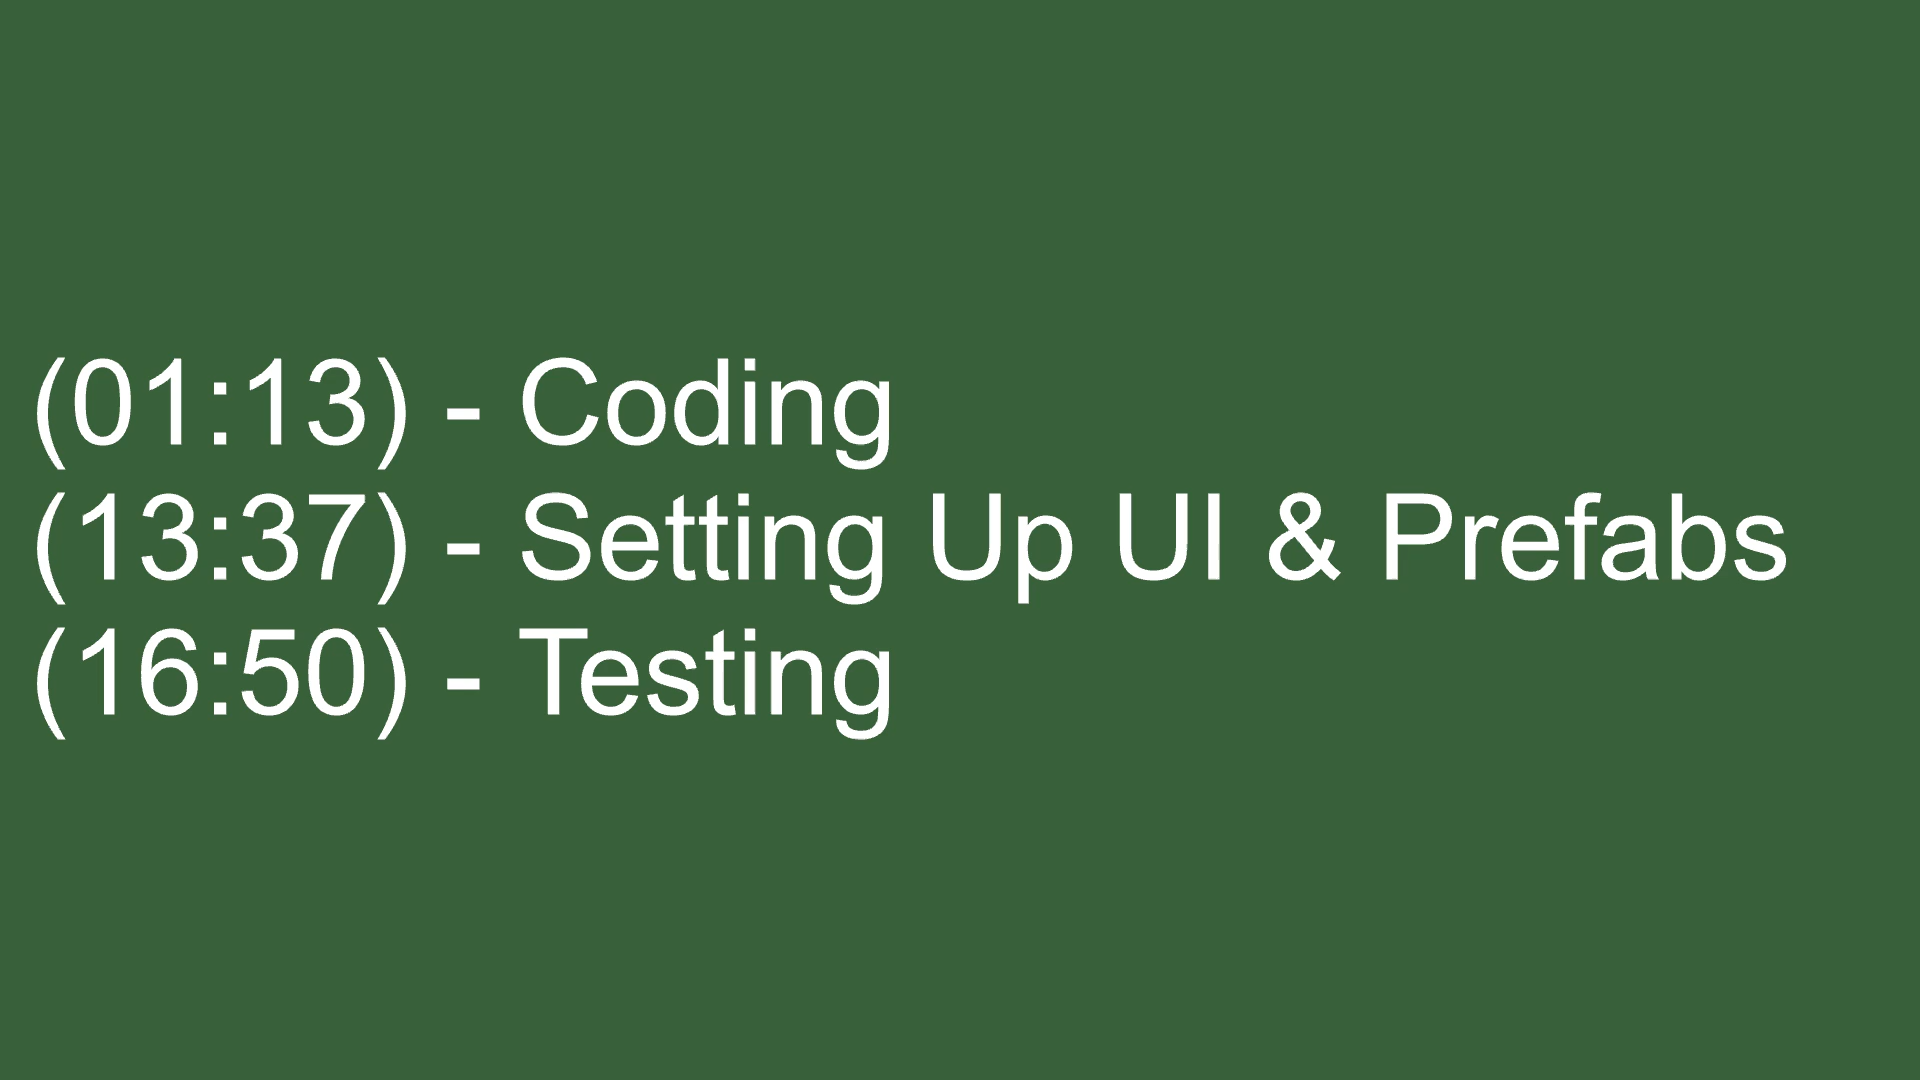 (01:13) - Coding
(13:37) - Setting Up UI & Prefabs
(16:50) - Testing